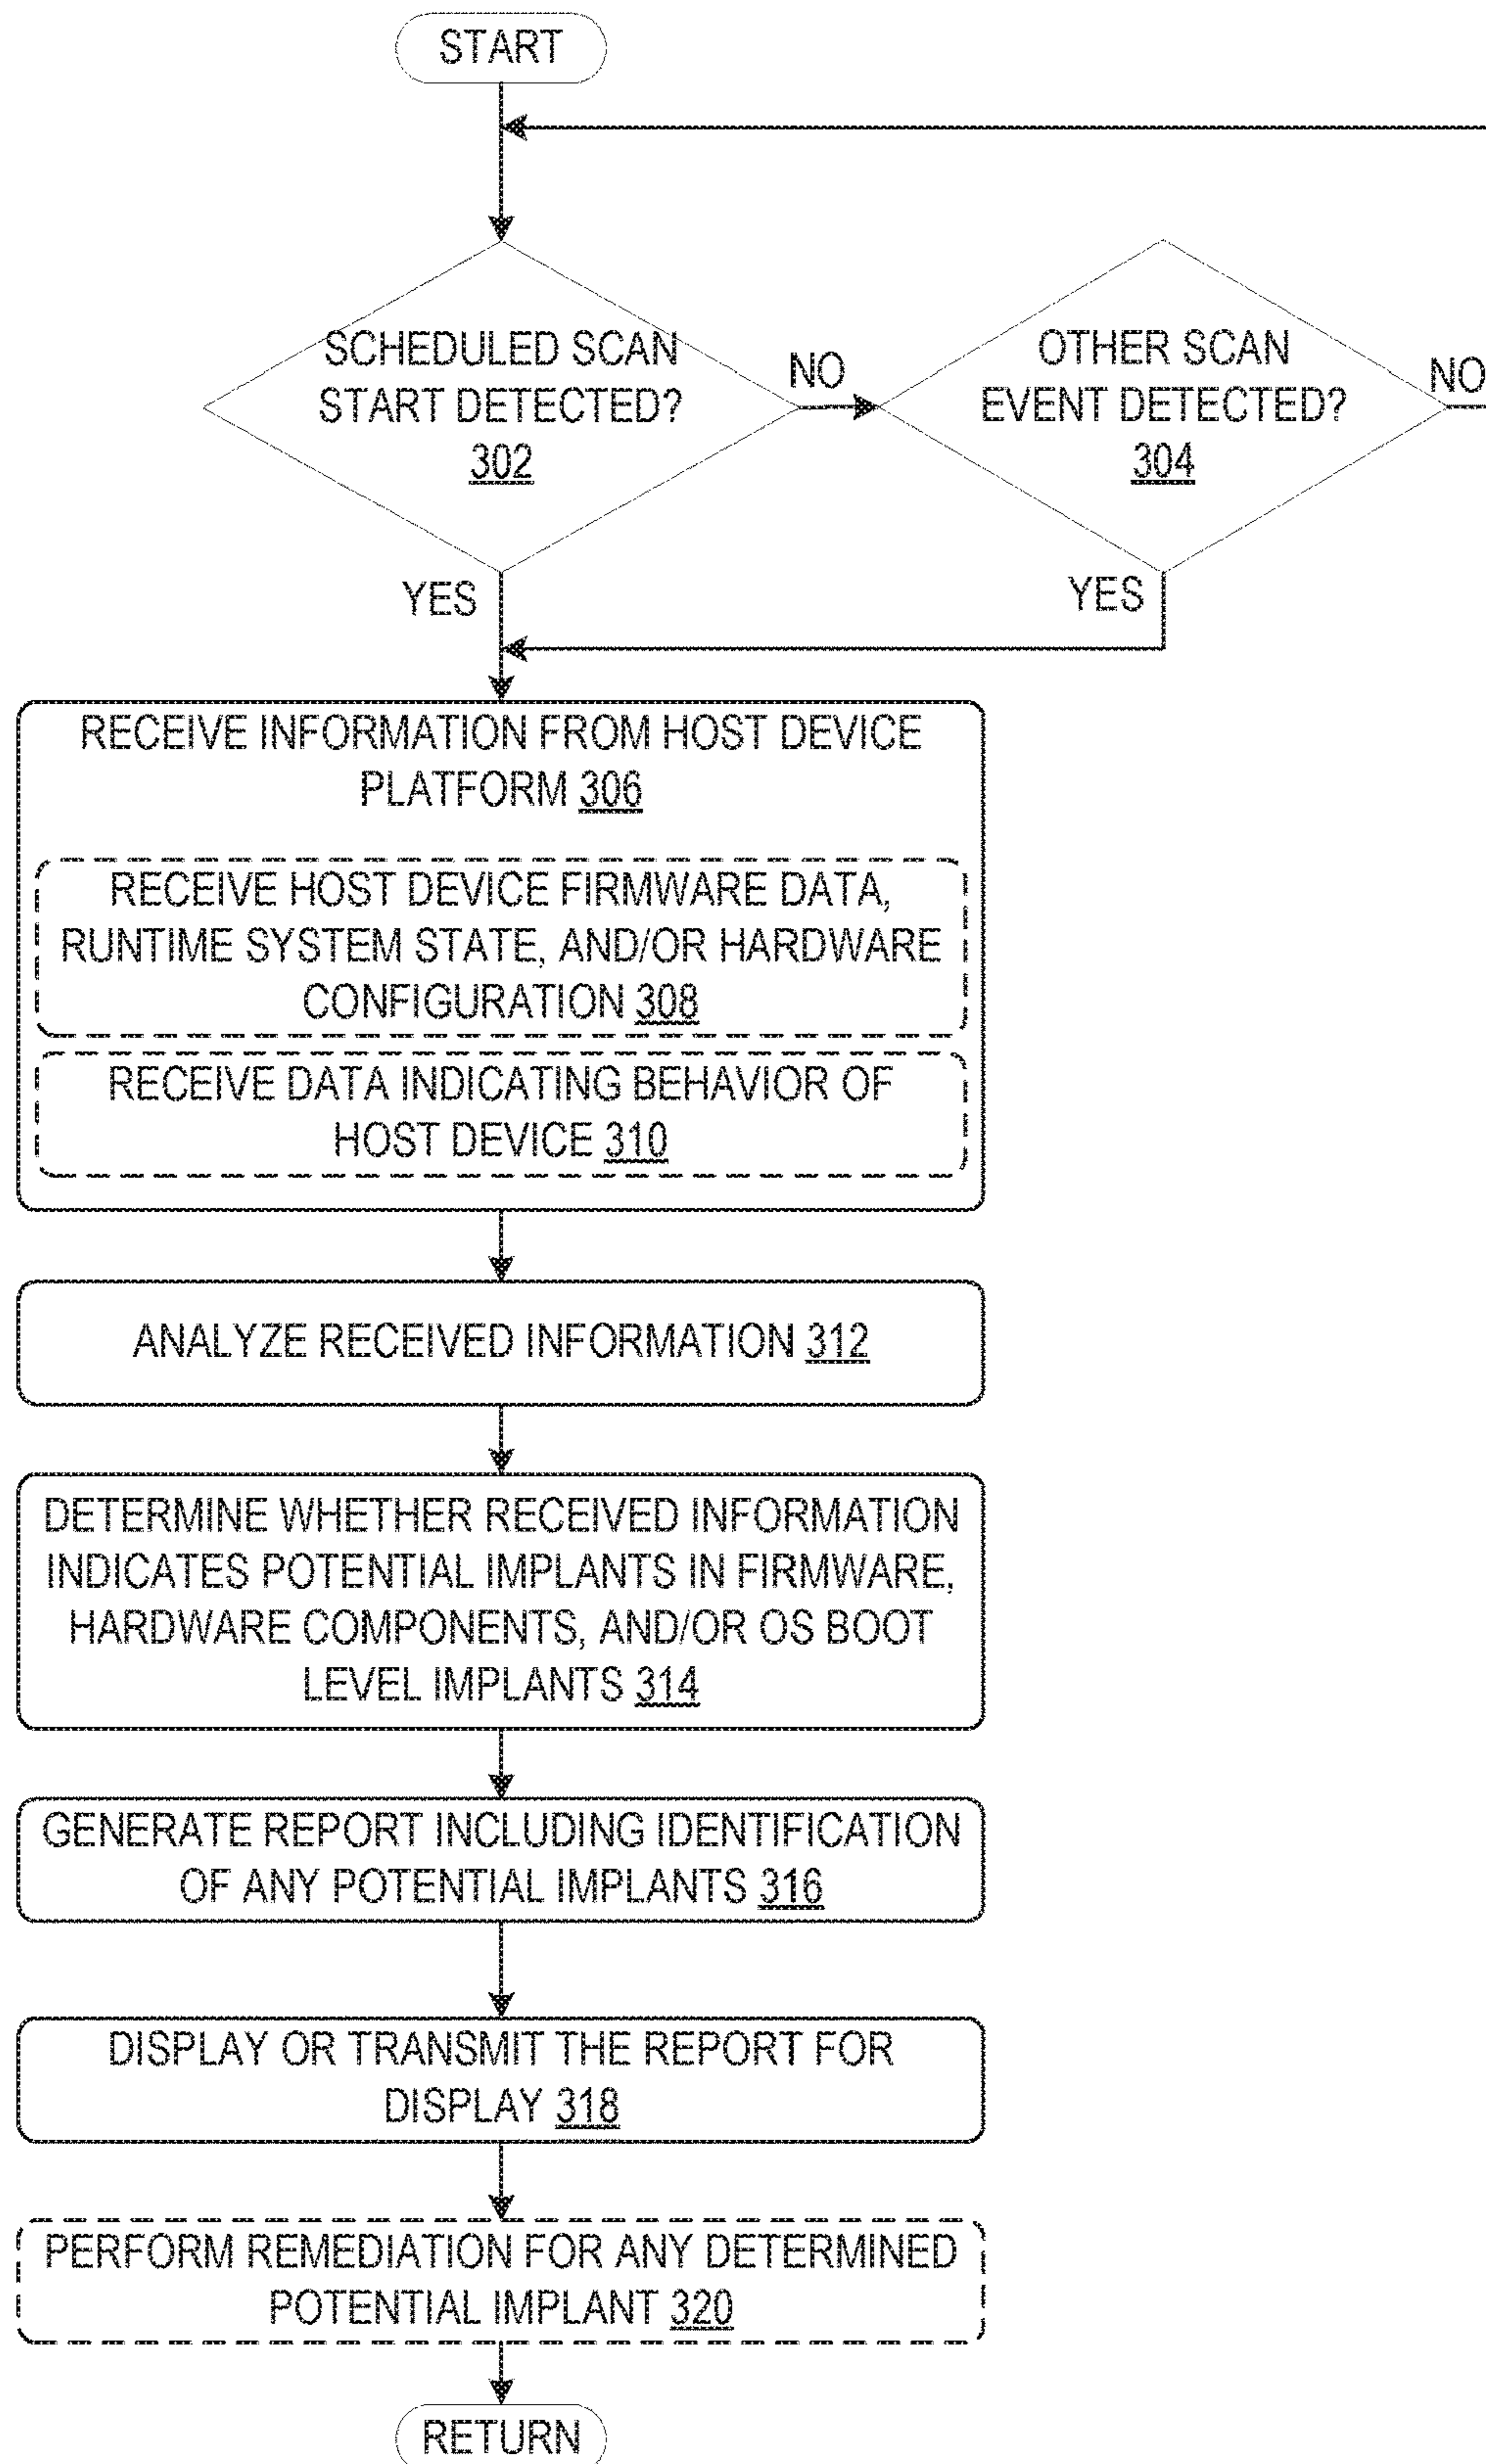 START
SCHEDULED SCAN
START DETECTED?
302
NO
OTHER SCAN
EVENT DETECTED?
304
NO
YES
YES
RECEIVE INFORMATION FROM HOST DEVICE
PLATFORM 306
RECEIVE HOST DEVICE FIRMWARE DATA,
RUNTIME SYSTEM STATE, AND/OR HARDWARE
CONFIGURATION 308
RECEIVE DATA INDICATING BEHAVIOR OF
HOST DEVICE 310
ANALYZE RECEIVED INFORMATION 312
DETERMINE WHETHER RECEIVED INFORMATION
INDICATES POTENTIAL IMPLANTS IN FIRMWARE,
HARDWARE COMPONENTS, AND/OR OS BOOT
LEVEL IMPLANTS 314
GENERATE REPORT INCLUDING IDENTIFICATION
OF ANY POTENTIAL IMPLANTS 316
DISPLAY OR TRANSMIT THE REPORT FOR
DISPLAY 318
PERFORM REMEDIATION FOR ANY DETERMINED
POTENTIAL IMPLANT 320
RETURN